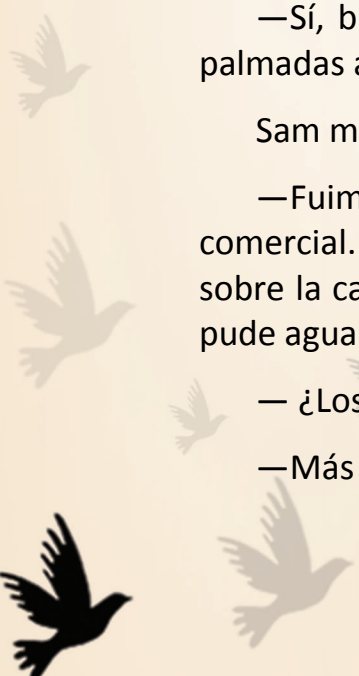 —Sí, b
palmadas a
Sam m
—Fuim
comercial.
sobre la ca
pude agua
— ¿Los
—Más